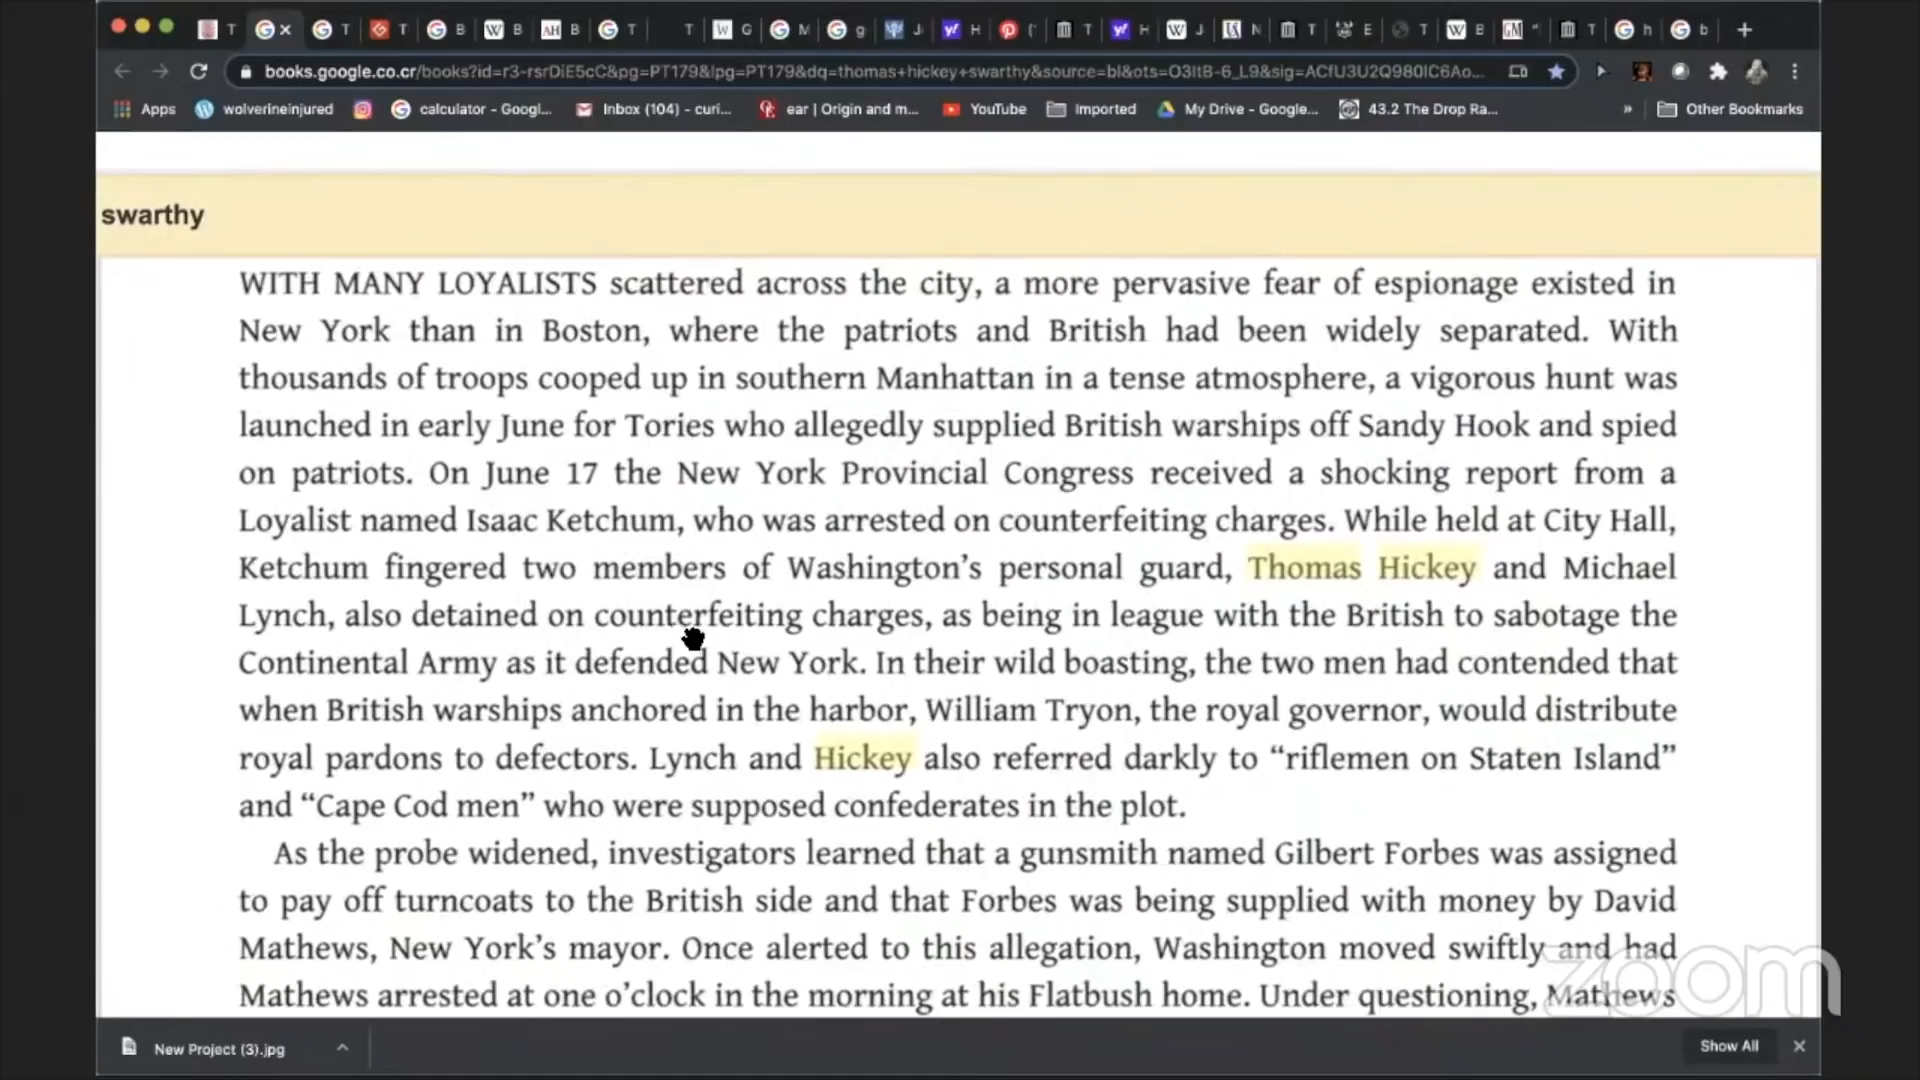 T T T B W B AH B T T W G M g J H ( T H W J N T E T W B GM " T h b
books.google.co.cr/books?id=r3-rsrDiE5cC&pg=PT179&lpg=PT179&dq=thomas+hickey+swarthy&source=bl&ots=O3ItB-6_L9&sig=ACfU3U2Q980IC6Ao...
Apps wolverineinjured calculator - Googl... Inbox (104) - curi... ear | Origin and m... YouTube Imported My Drive - Google... 43.2 The Drop Ra... » Other Bookmarks
swarthy
WITH MANY LOYALISTS scattered across the city, a more pervasive fear of espionage existed in
New York than in Boston, where the patriots and British had been widely separated. With
thousands of troops cooped up in southern Manhattan in a tense atmosphere, a vigorous hunt was
launched in early June for Tories who allegedly supplied British warships off Sandy Hook and spied
on patriots. On June 17 the New York Provincial Congress received a shocking report from a
Loyalist named Isaac Ketchum, who was arrested on counterfeiting charges. While held at City Hall,
Ketchum fingered two members of Washington's personal guard, Thomas Hickey and Michael
Lynch, also detained on counterfeiting charges, as being in league with the British to sabotage the
Continental Army as it defended New York. In their wild boasting, the two men had contended that
when British warships anchored in the harbor, William Tryon, the royal governor, would distribute
royal pardons to defectors. Lynch and Hickey also referred darkly to “riflemen on Staten Island”
and “Cape Cod men” who were supposed confederates in the plot.
As the probe widened, investigators learned that a gunsmith named Gilbert Forbes was assigned
to pay off turncoats to the British side and that Forbes was being supplied with money by David
Mathews, New York's mayor. Once alerted to this allegation, Washington moved swiftly and had
Mathews arrested at one o'clock in the morning at his Flatbush home. Under questioning, Mathews
zoom
New Project (3).jpg Show All